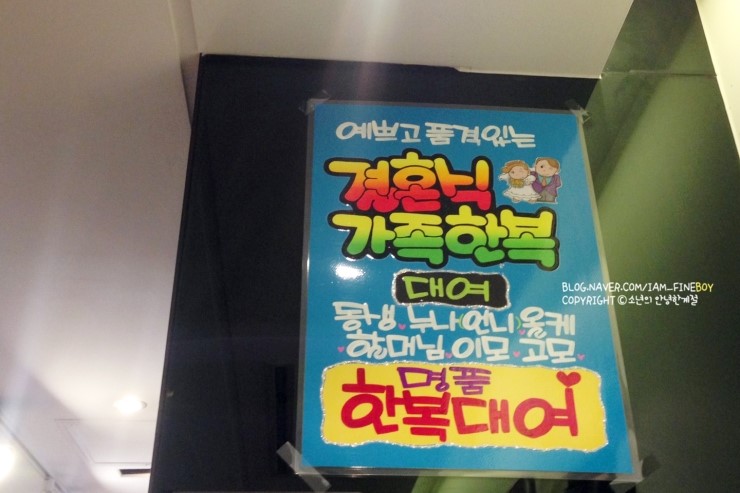 예쁘고 품격있는
결혼식
가족한복
대여
동생 누나(언니)올케
할머님 이모 고모
명품
한복대여
BLOG.NAVER.COM/IAM_FINEBOY
COPYRIGHT ©소년의 안녕한계절